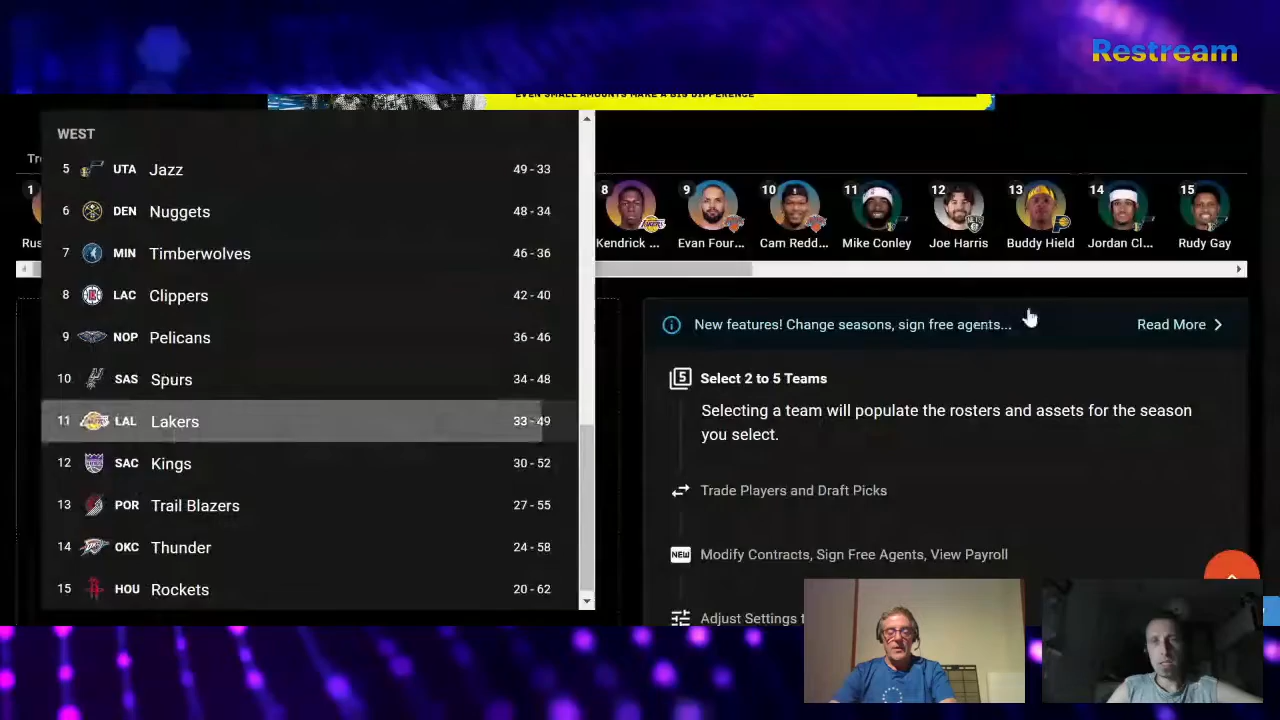 Restream
EVEN SMALL AMOUNTS MAKE A BIG DIFFERENCE
WEST
5 UTA Jazz 49 - 33
6 DEN Nuggets 48 - 34
7 MIN Timberwolves 46 - 36
8 LAC Clippers 42 - 40
9 NOP Pelicans 36 - 46
10 SAS Spurs 34 - 48
11 LAL Lakers 33 - 49
12 SAC Kings 30 - 52
13 POR Trail Blazers 27 - 55
14 OKC Thunder 24 - 58
15 HOU Rockets 20 - 62
Tr
1
Rus
8 9 10 11 12 13 14 15
Kendrick ... Evan Four... Cam Redd... Mike Conley Joe Harris Buddy Hield Jordan Cl... Rudy Gay
New features! Change seasons, sign free agents... Read More
5 Select 2 to 5 Teams
Selecting a team will populate the rosters and assets for the season
you select.
Trade Players and Draft Picks
NEW Modify Contracts, Sign Free Agents, View Payroll
Adjust Settings t